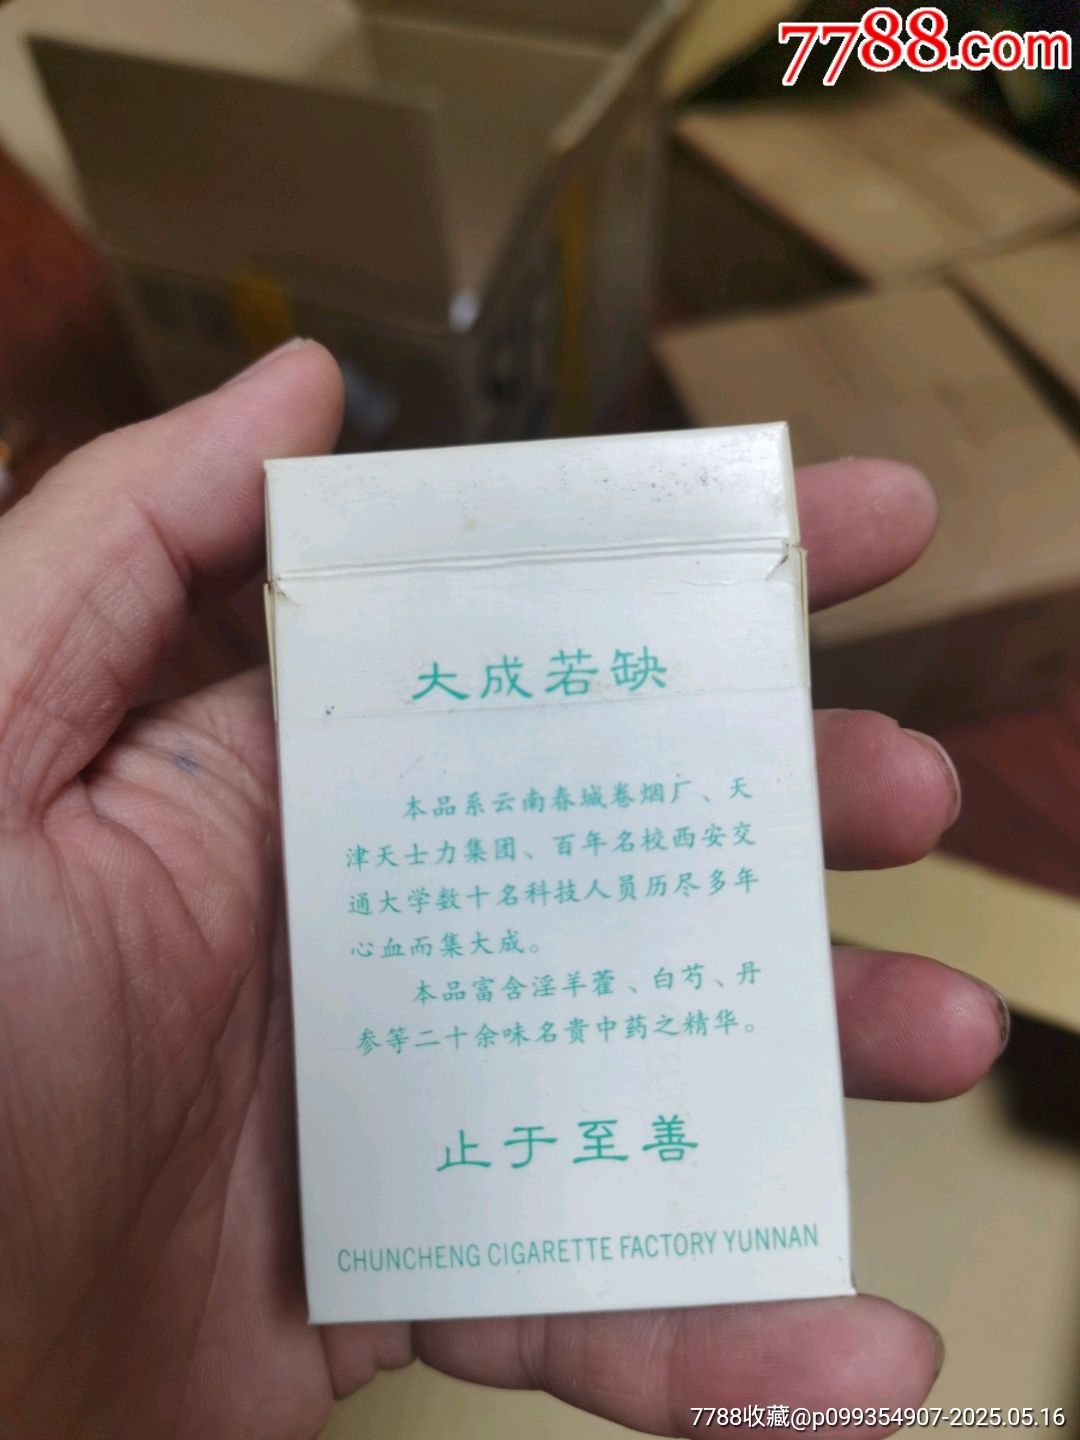 7788.com
大成若缺
本品系云南春城卷烟厂、天
津天士力集团、百年名校西安交
通大学数十名科技人员历尽多年
心血而集大成。
本品富含淫羊藿、白芍、丹
参等二十余味名贵中药之精华。
止于至善
CHUNCHENG CIGARETTE FACTORY YUNNAN
7788收藏@p099354907-2025.05.16